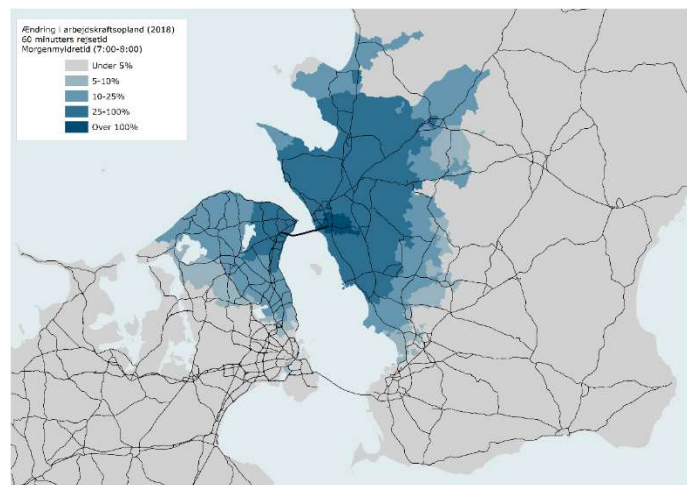 Ændring i arbejdskraftsopland (2018)
60 minutters rejsetid
Morgenmyldretid (7:00-8:00)
Under 5%
5-10%
10-25%
25-100%
Over 100%